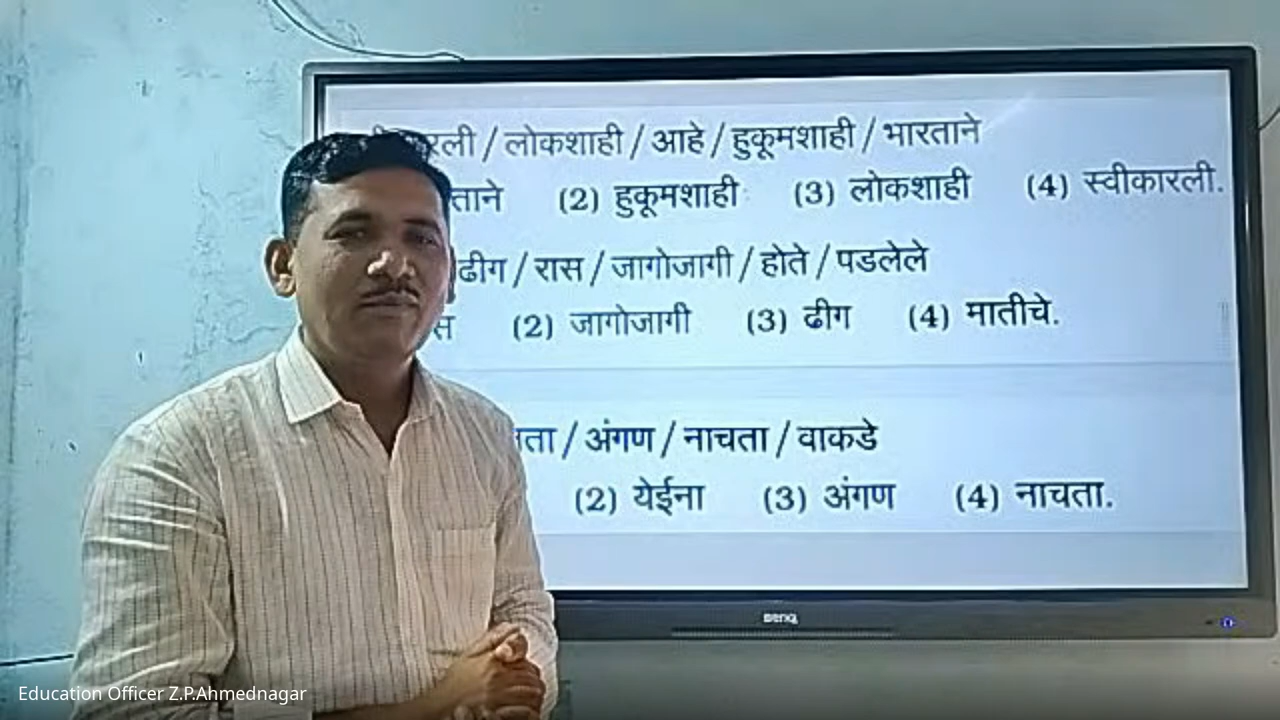 लोकशाही / आहे / हुकूमशाही / भारताने
(2) हुकूमशाही (3) लोकशाही (4) स्वीकारली.
ढीग / रास / जागोजागी / होते / पडलेले
(2) जागोजागी (3) ढीग (4) मातीचे.
/ अंगण / नाचता / वाकडे
(2) येईना (3) अंगण (4) नाचता.
BenQ
Education Officer Z.P.Ahmednagar